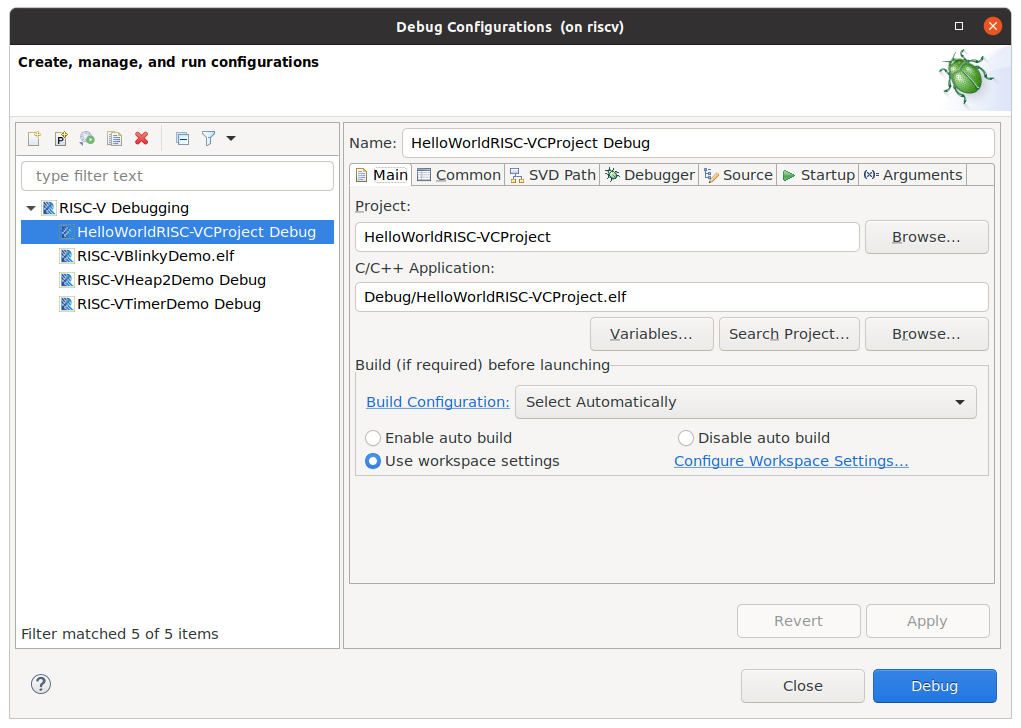 Debug Configurations (on riscv)
Create, manage, and run configurations
P
type filter text
RISC-V Debugging
HelloWorldRISC-VCProject Debug
RISC-VBlinkyDemo.elf
RISC-VHeap2Demo Debug
RISC-VTimerDemo Debug
Filter matched 5 of 5 items
Name: HelloWorldRISC-VCProject Debug
Main Common SVD Path Debugger Source Startup (x)= Arguments
Project:
HelloWorldRISC-VCProject Browse...
C/C++ Application:
Debug/HelloWorldRISC-VCProject.elf
Variables... Search Project... Browse...
Build (if required) before launching
Build Configuration: Select Automatically
Enable auto build Disable auto build
Use workspace settings Configure Workspace Settings...
Revert Apply
? Close Debug